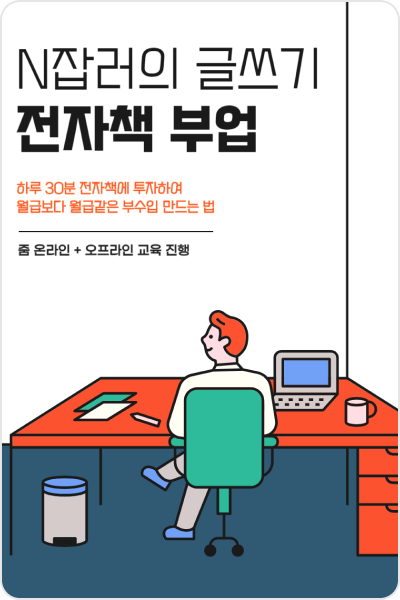 N잡러의 글쓰기
전자책 부업
하루 30분 전자책에 투자하여
월급보다 월급같은 부수입 만드는 법
줌 온라인 + 오프라인 교육 진행